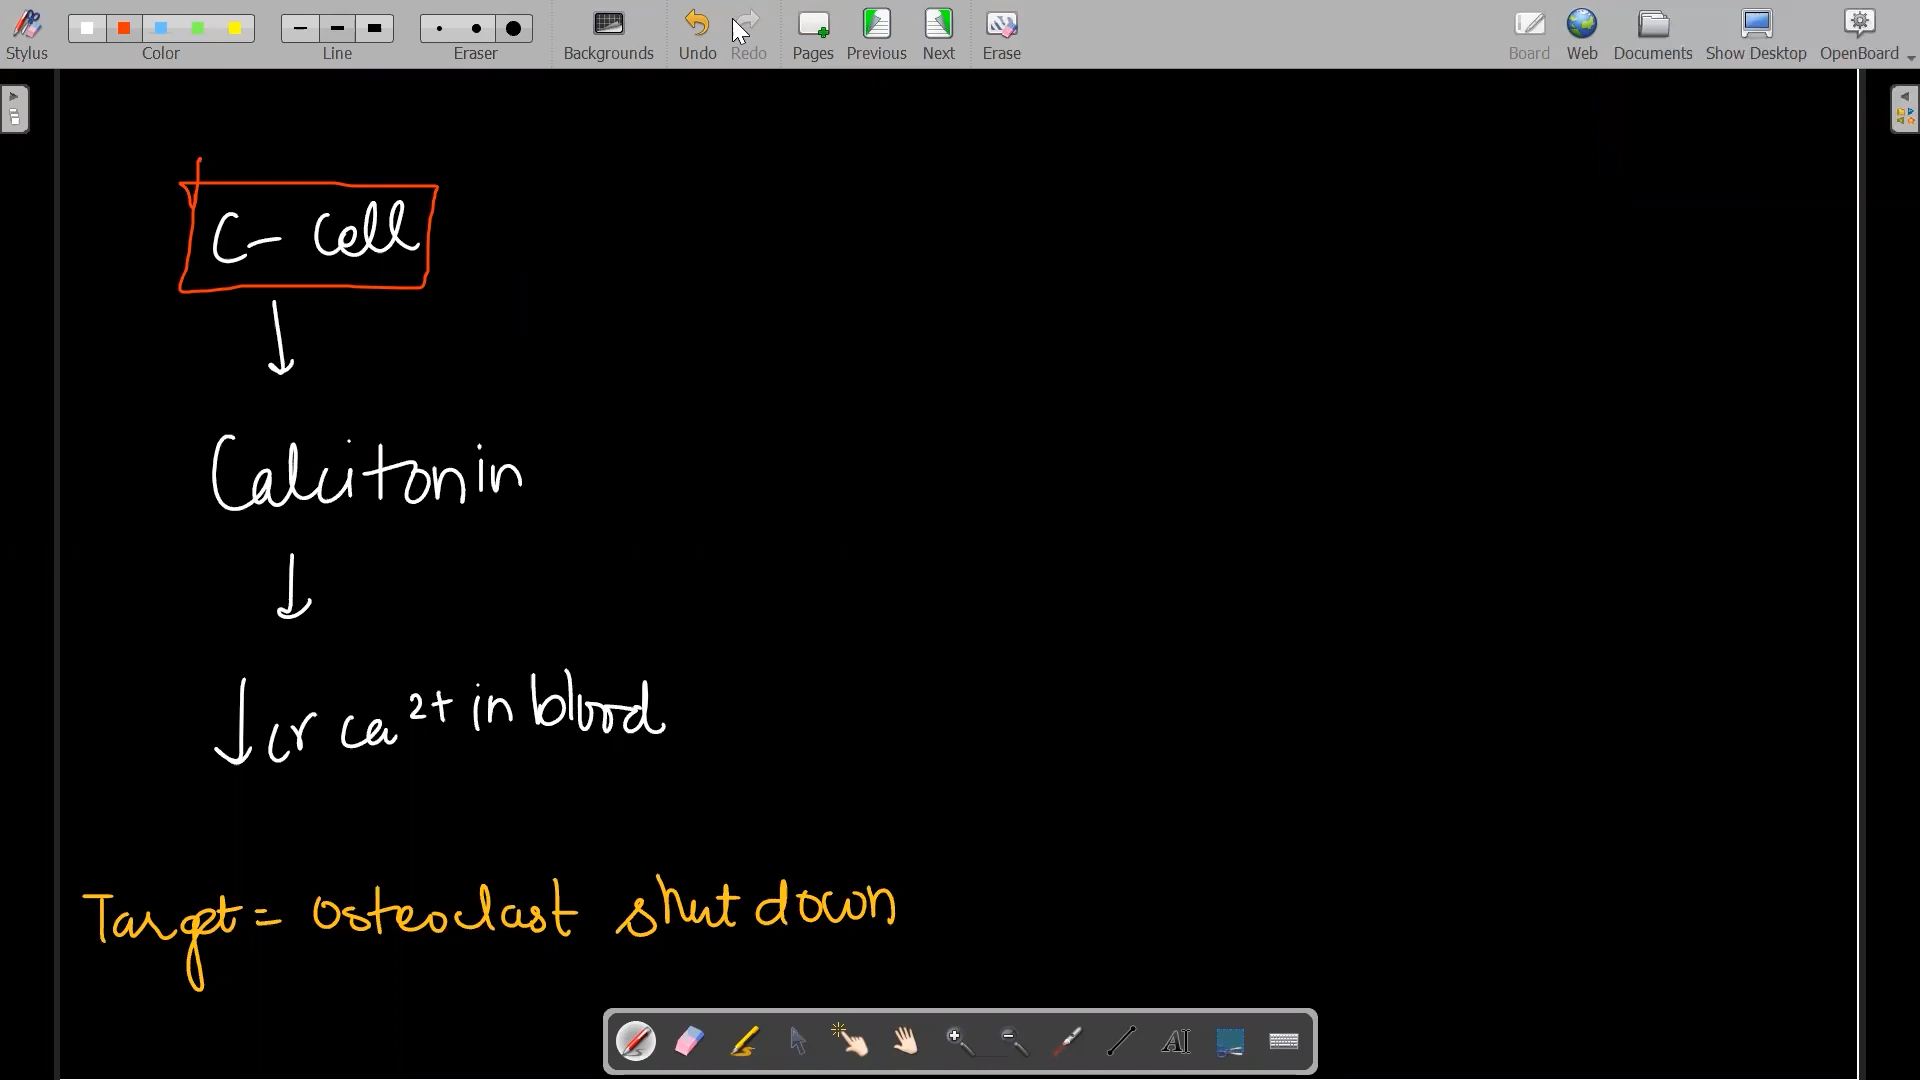 Stylus Color Line Eraser Backgrounds Undo Redo Pages Previous Next Erase Board Web Documents Show Desktop OpenBoard
C- Cell
↓
Calcitonin
↓
↓cr ca²⁺ in blood
Target = osteoclast shut down